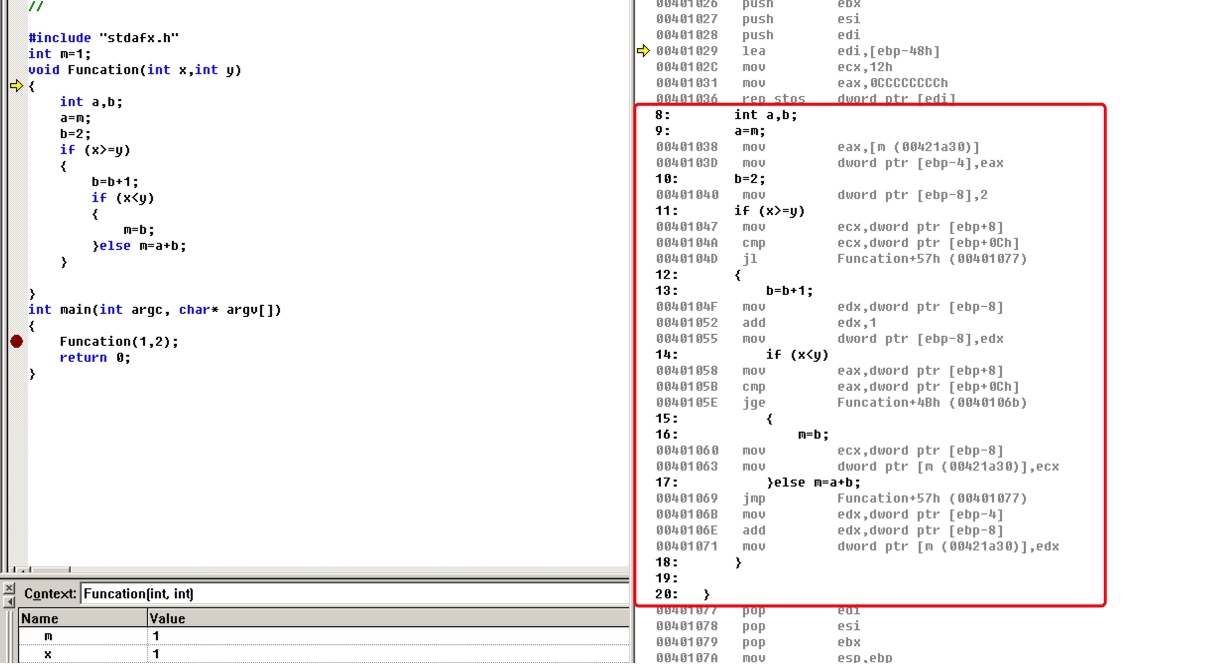 //
#include "stdafx.h"
int m=1;
void Funcation(int x,int y)
{
int a,b;
a=m;
b=2;
if (x>=y)
{
b=b+1;
if (x<y)
{
m=b;
}else m=a+b;
}
}
int main(int argc, char* argv[])
{
Funcation(1,2);
return 0;
}
Context: Funcation(int, int)
Name Value
m 1
x 1
00401026 push ebx
00401027 push esi
00401028 push edi
00401029 lea edi,[ebp-48h]
0040102C mov ecx,12h
00401031 mov eax,0CCCCCCCCh
00401036 rep stos dword ptr [edi]
8: int a,b;
9: a=m;
00401038 mov eax,[m (00421a30)]
0040103D mov dword ptr [ebp-4],eax
10: b=2;
00401040 mov dword ptr [ebp-8],2
11: if (x>=y)
00401047 mov ecx,dword ptr [ebp+8]
0040104A cmp ecx,dword ptr [ebp+0Ch]
0040104D jl Funcation+57h (00401077)
12: {
13: b=b+1;
0040104F mov edx,dword ptr [ebp-8]
00401052 add edx,1
00401055 mov dword ptr [ebp-8],edx
14: if (x<y)
00401058 mov eax,dword ptr [ebp+8]
0040105B cmp eax,dword ptr [ebp+0Ch]
0040105E jge Funcation+4Bh (0040106b)
15: {
16: m=b;
00401060 mov ecx,dword ptr [ebp-8]
00401063 mov dword ptr [m (00421a30)],ecx
17: }else m=a+b;
00401069 jmp Funcation+57h (00401077)
0040106B mov edx,dword ptr [ebp-4]
0040106E add edx,dword ptr [ebp-8]
00401071 mov dword ptr [m (00421a30)],edx
18: }
19:
20: }
00401077 pop edi
00401078 pop esi
00401079 pop ebx
0040107A mov esp,ebp